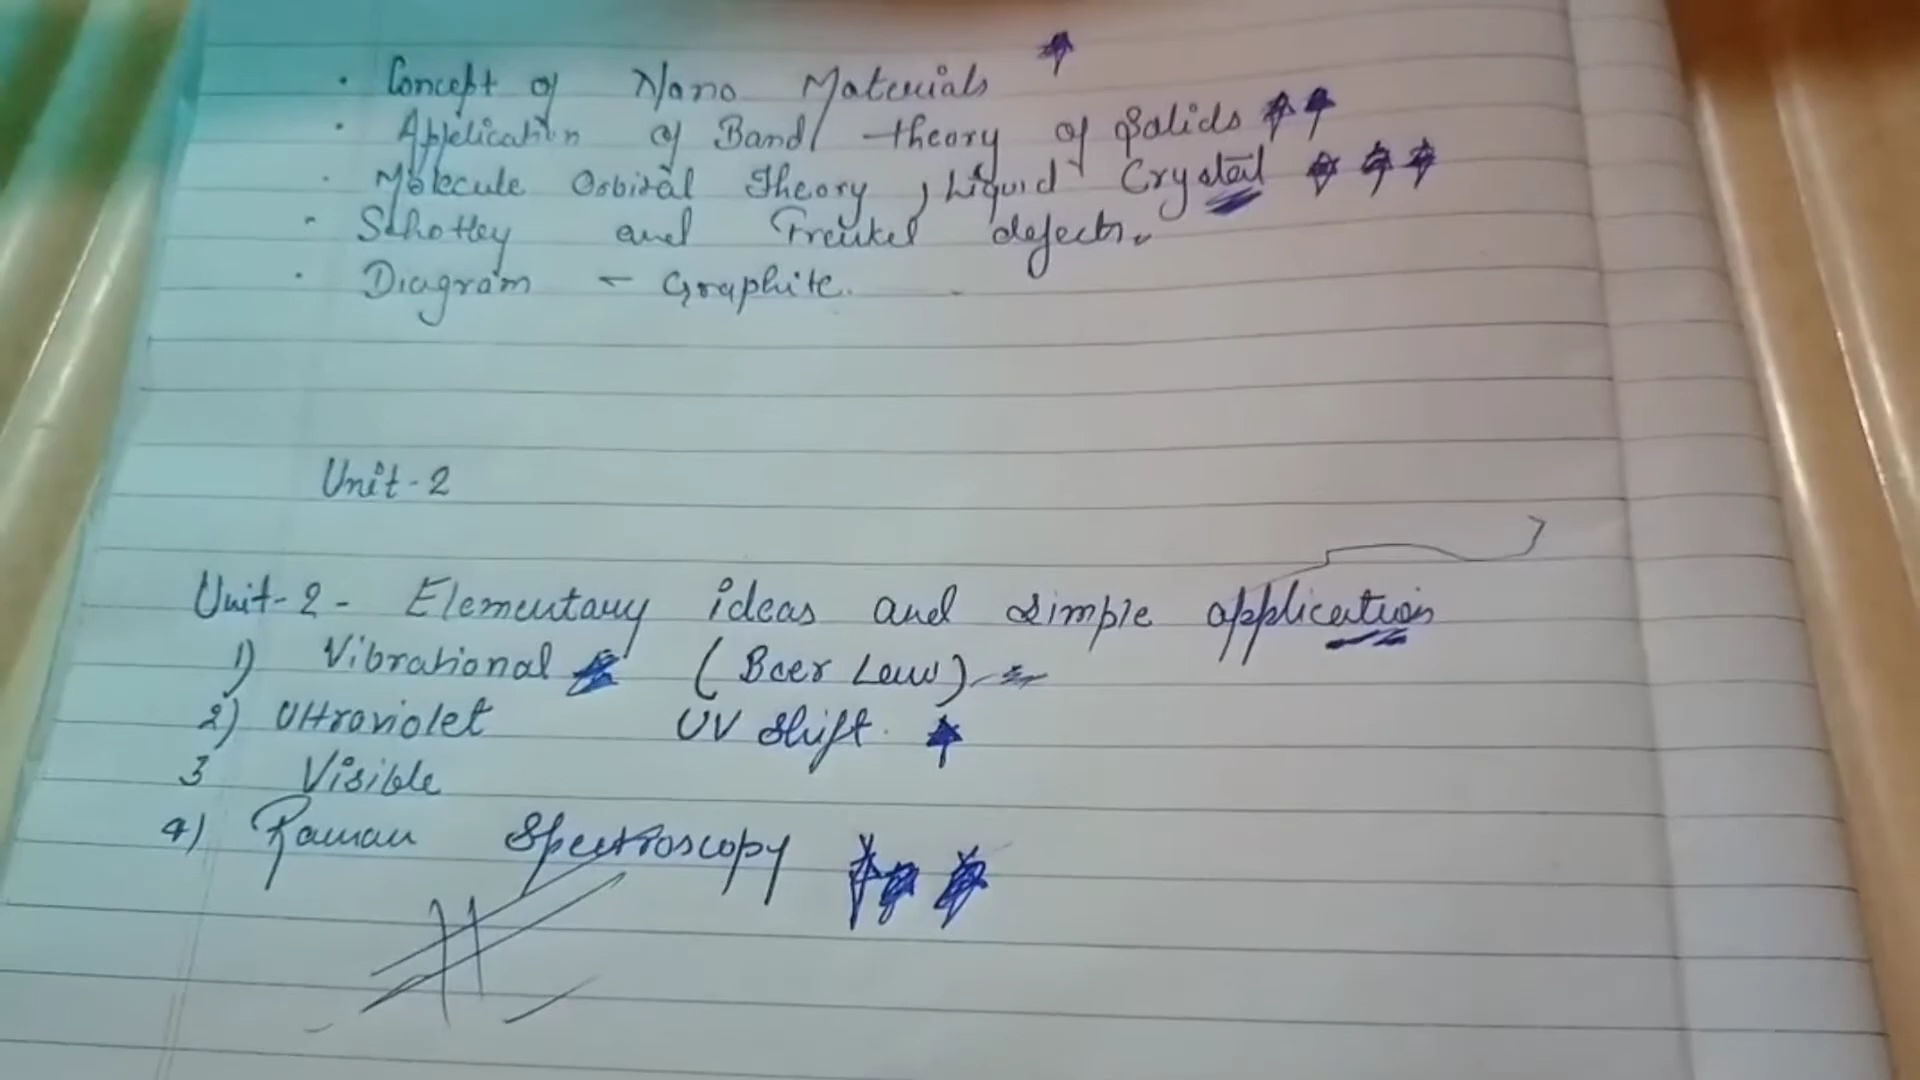 · Concept of Nano Materials
· Application of Band theory of Solids
· Molecule Orbital Theory, Liquid Crystal
· Schottey and Frenkel defects.
· Diagram - Graphite.
Unit-2
Unit-2 - Elementary ideas and simple application
1) Vibrational (Beer Law)
2) Ultraviolet UV Shift.
3 Visible
4) Raman Spectroscopy